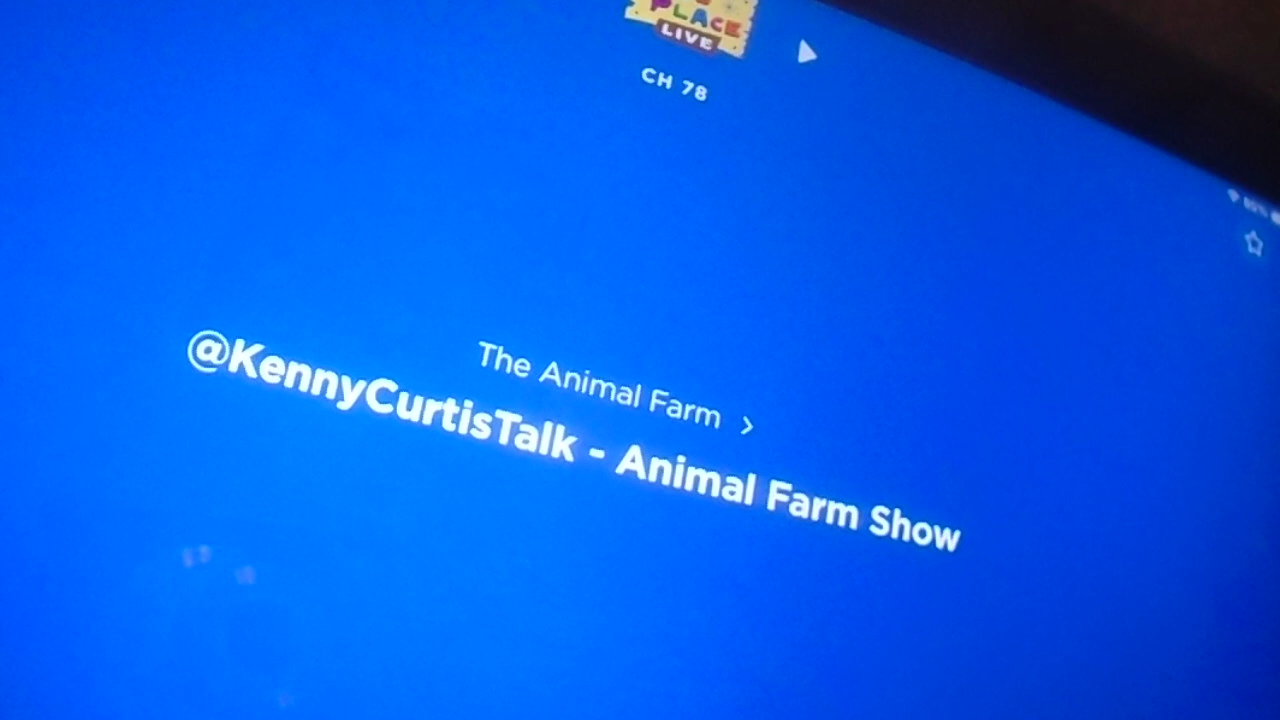 PLACE
LIVE
CH 78
The Animal Farm >
@KennyCurtisTalk - Animal Farm Show